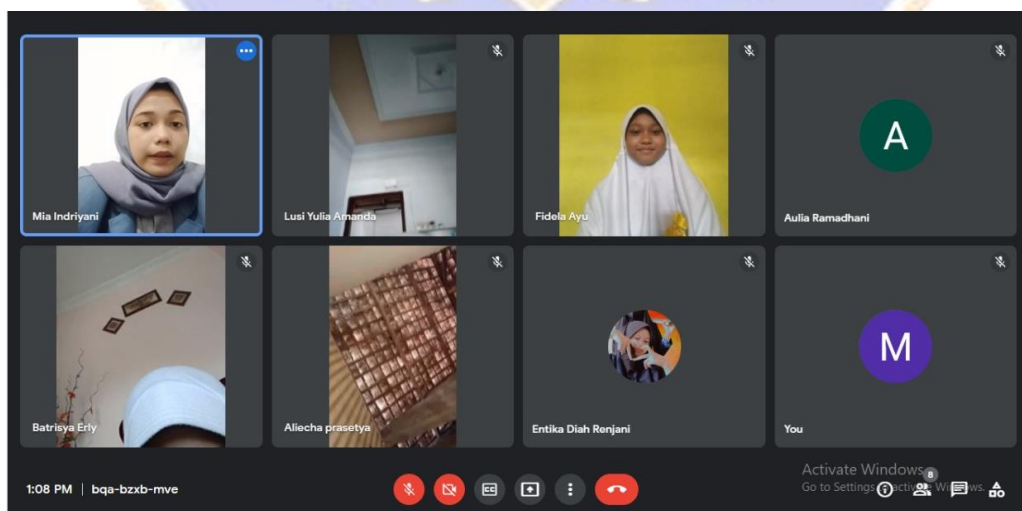 Mia Indriyani
Lusi Yulia Amanda
Fidela Ayu
A
Aulia Ramadhani
Batrisya Erly
Aliecha prasetya
Entika Diah Renjani
M
You
1:08 PM | bqa-bzxb-mve
CC
Activate Windows
Go to Settings to activate Windows.
8